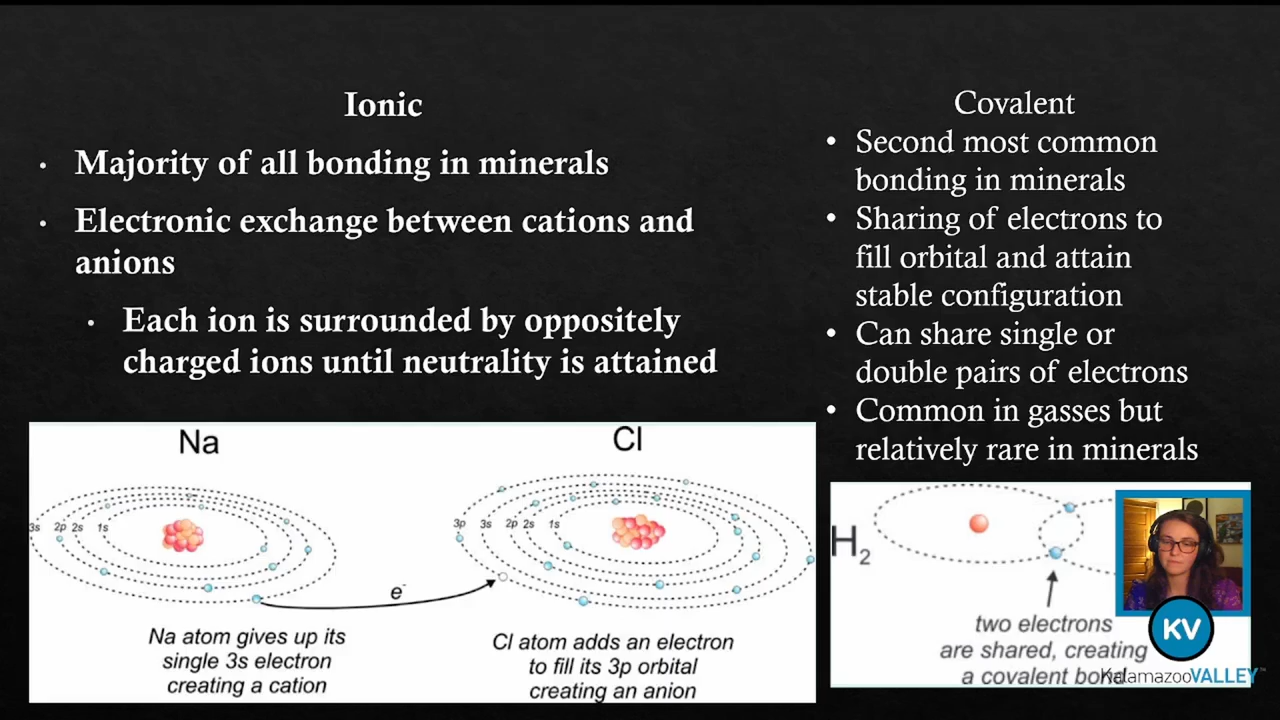 Ionic
• Majority of all bonding in minerals
• Electronic exchange between cations and
anions
• Each ion is surrounded by oppositely
charged ions until neutrality is attained
Covalent
• Second most common
bonding in minerals
• Sharing of electrons to
fill orbital and attain
stable configuration
• Can share single or
double pairs of electrons
• Common in gasses but
relatively rare in minerals
Na
3s 2p 2s 1s
e-
Na atom gives up its
single 3s electron
creating a cation
Cl
3p 3s 2p 2s 1s
Cl atom adds an electron
to fill its 3p orbital
creating an anion
H2
two electrons
are shared, creating
a covalent bond
KV
KalamazooVALLEY™